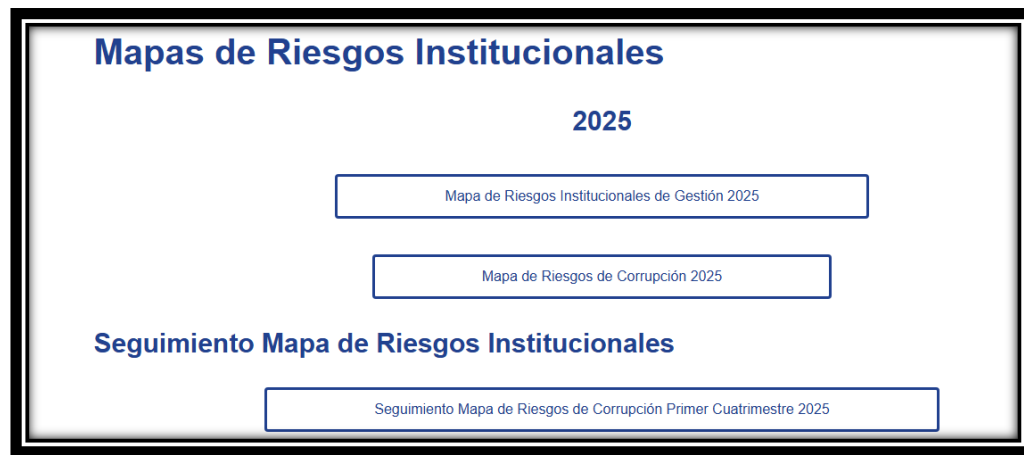 Mapas de Riesgos Institucionales
2025
Mapa de Riesgos Institucionales de Gestión 2025
Mapa de Riesgos de Corrupción 2025
Seguimiento Mapa de Riesgos Institucionales
Seguimiento Mapa de Riesgos de Corrupción Primer Cuatrimestre 2025